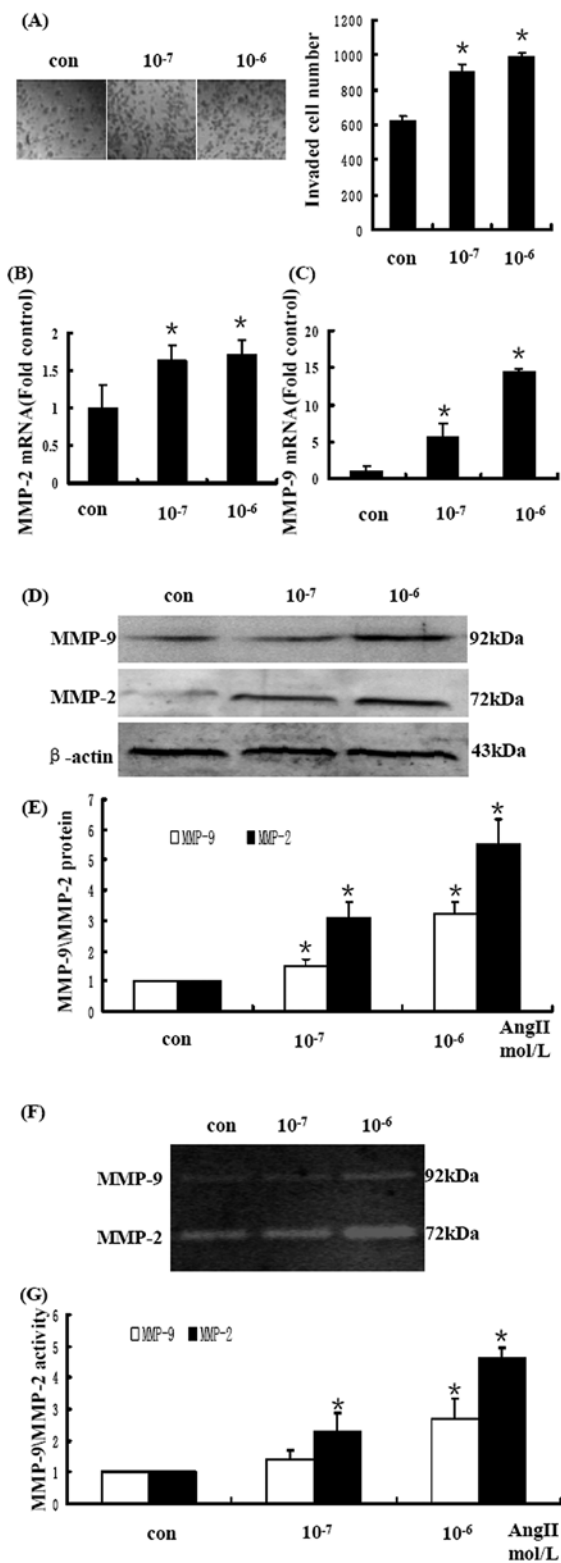 (A)
con 10-7 10-6
Invaded cell number
1200
1000
800
600
400
200
0
* *
con 10-7 10-6
(B)
MMP-2 mRNA(Fold control)
2
1.5
1
0.5
0
* *
con 10-7 10-6
(C)
MMP-9 mRNA(Fold control)
20
15
10
5
0
* *
con 10-7 10-6
(D)
con 10-7 10-6
MMP-9 92kDa
MMP-2 72kDa
β-actin 43kDa
(E)
MMP-9\MMP-2 protein
7
6
5
4
3
2
1
0
MMP-9 MMP-2
* * * *
con 10-7 10-6 AngII
mol/L
(F)
con 10-7 10-6
MMP-9 92kDa
MMP-2 72kDa
(G)
MMP-9\MMP-2 activity
6
5
4
3
2
1
0
MMP-9 MMP-2
* * *
con 10-7 10-6 AngII
mol/L